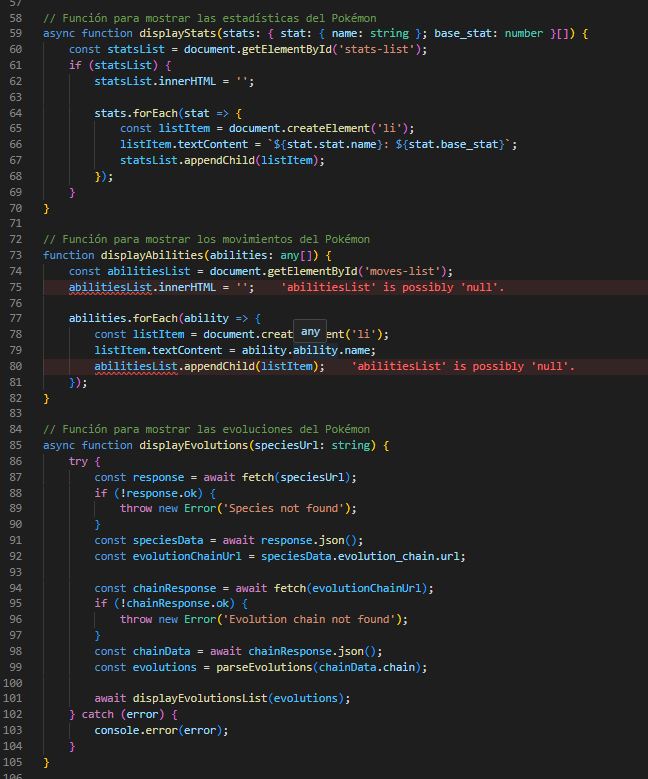 57
58 // Función para mostrar las estadísticas del Pokémon
59 async function displayStats(stats: { stat: { name: string }; base_stat: number }[]) {
60 const statsList = document.getElementById('stats-list');
61 if (statsList) {
62 statsList.innerHTML = '';
63
64 stats.forEach(stat => {
65 const listItem = document.createElement('li');
66 listItem.textContent = `${stat.stat.name}: ${stat.base_stat}`;
67 statsList.appendChild(listItem);
68 });
69 }
70 }
71
72 // Función para mostrar los movimientos del Pokémon
73 function displayAbilities(abilities: any[]) {
74 const abilitiesList = document.getElementById('moves-list');
75 abilitiesList.innerHTML = ''; 'abilitiesList' is possibly 'null'.
76
77 abilities.forEach(ability => {
any
78 const listItem = document.creat ent('li');
79 listItem.textContent = ability.ability.name;
80 abilitiesList.appendChild(listItem); 'abilitiesList' is possibly 'null'.
81 });
82 }
83
84 // Función para mostrar las evoluciones del Pokémon
85 async function displayEvolutions(speciesUrl: string) {
86 try {
87 const response = await fetch(speciesUrl);
88 if (!response.ok) {
89 throw new Error('Species not found');
90 }
91 const speciesData = await response.json();
92 const evolutionChainUrl = speciesData.evolution_chain.url;
93
94 const chainResponse = await fetch(evolutionChainUrl);
95 if (!chainResponse.ok) {
96 throw new Error('Evolution chain not found');
97 }
98 const chainData = await chainResponse.json();
99 const evolutions = parseEvolutions(chainData.chain);
100
101 await displayEvolutionsList(evolutions);
102 } catch (error) {
103 console.error(error);
104 }
105 }
106